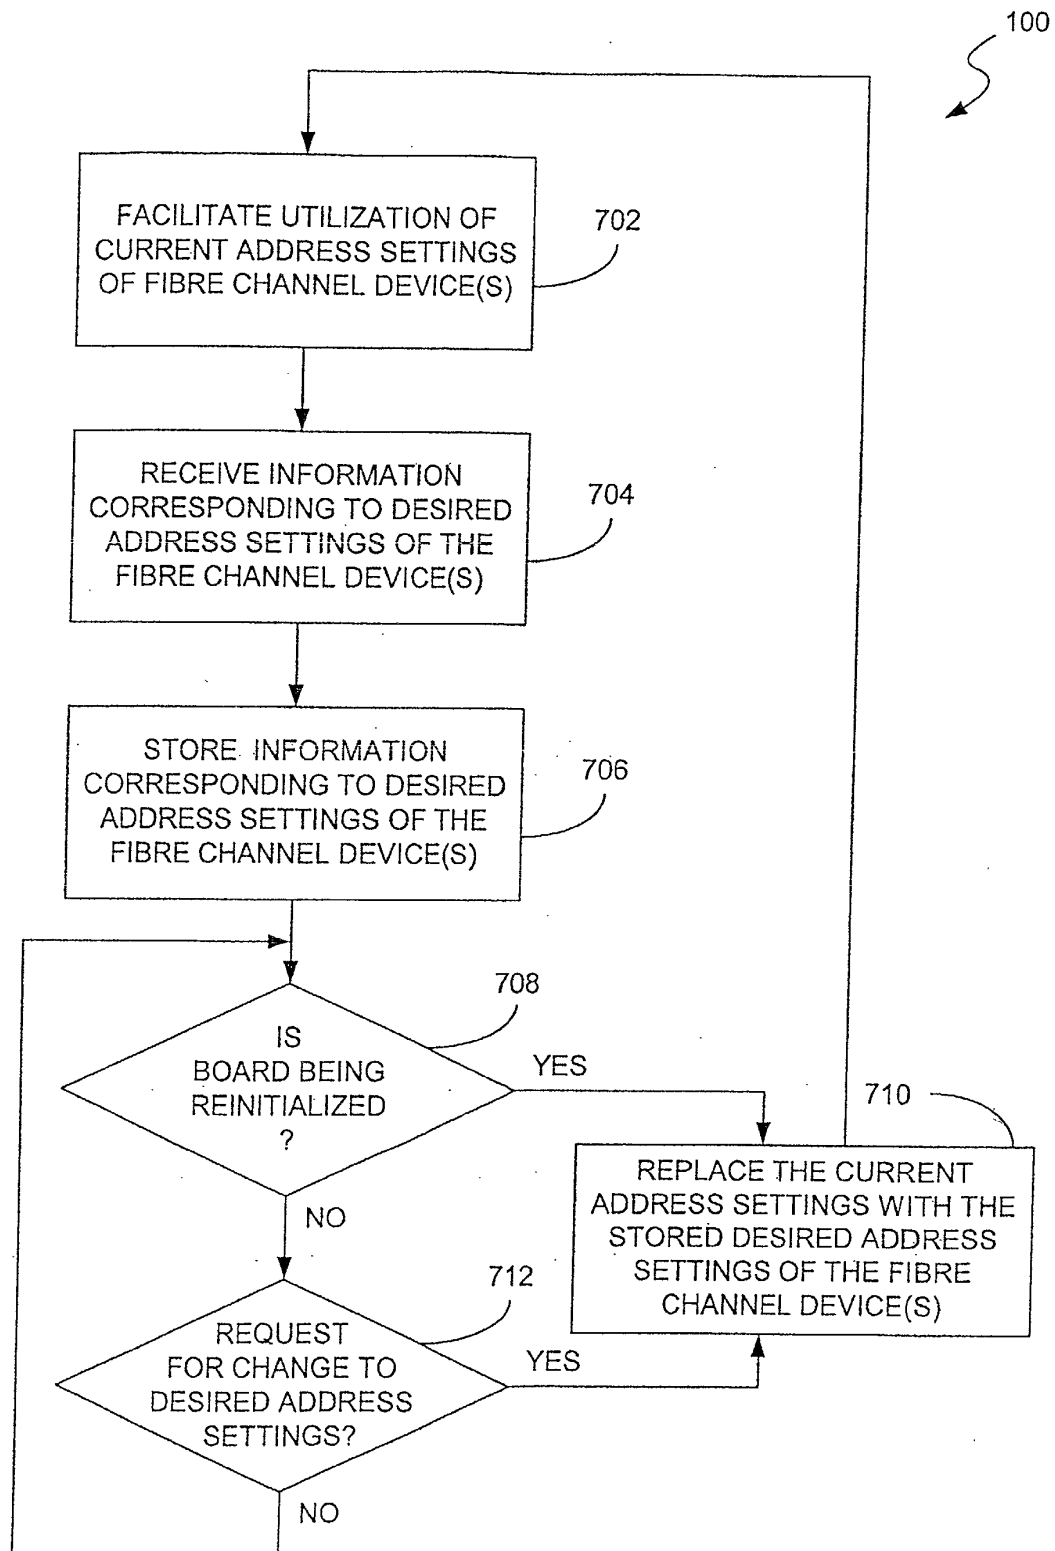 100
FACILITATE UTILIZATION OF
CURRENT ADDRESS SETTINGS
OF FIBRE CHANNEL DEVICE(S)
702
RECEIVE INFORMATION
CORRESPONDING TO DESIRED
ADDRESS SETTINGS OF THE
FIBRE CHANNEL DEVICE(S)
704
STORE INFORMATION
CORRESPONDING TO DESIRED
ADDRESS SETTINGS OF THE
FIBRE CHANNEL DEVICE(S)
706
IS
BOARD BEING
REINITIALIZED
?
708
YES
710
REPLACE THE CURRENT
ADDRESS SETTINGS WITH THE
STORED DESIRED ADDRESS
SETTINGS OF THE FIBRE
CHANNEL DEVICE(S)
NO
712
REQUEST
FOR CHANGE TO
DESIRED ADDRESS
SETTINGS?
YES
NO